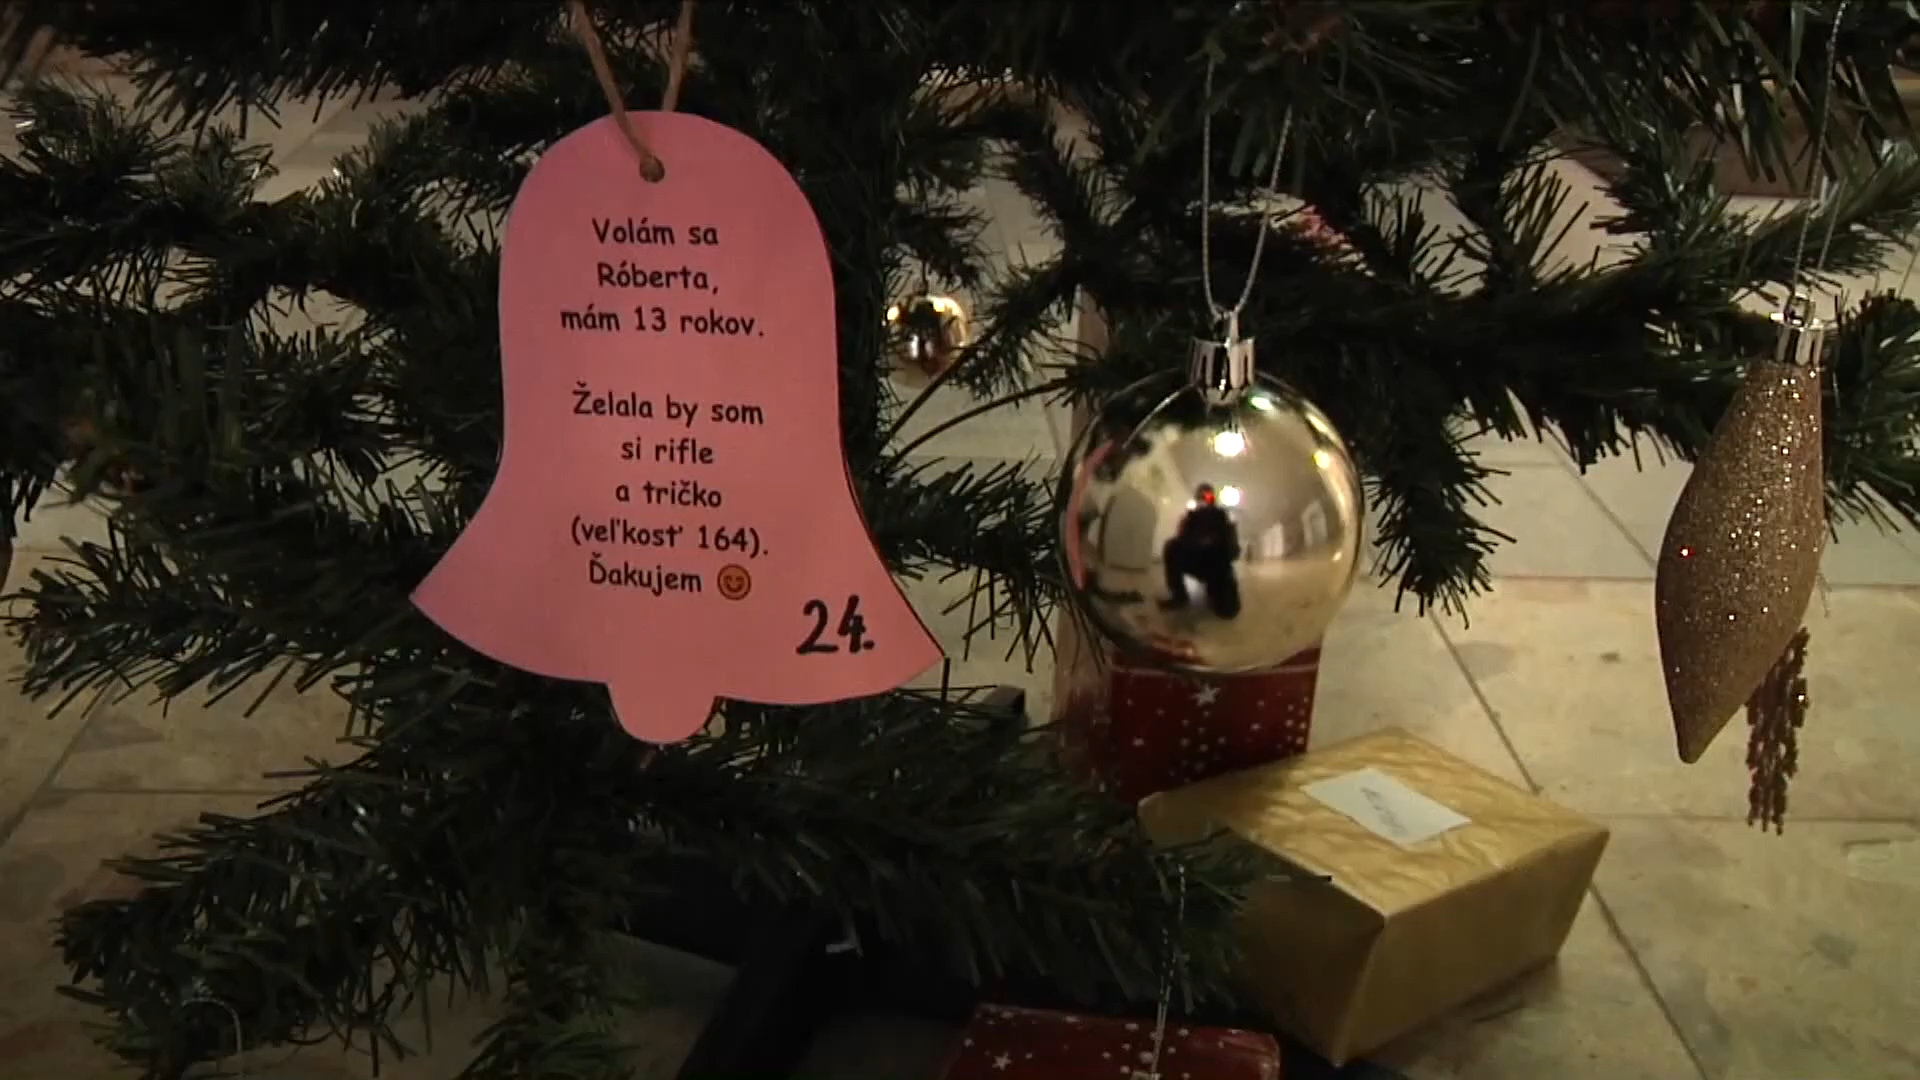 Volám sa
Róberta,
mám 13 rokov.
Želala by som
si rifle
a tričko
(veľkosť 164).
Ďakujem 😊
24.